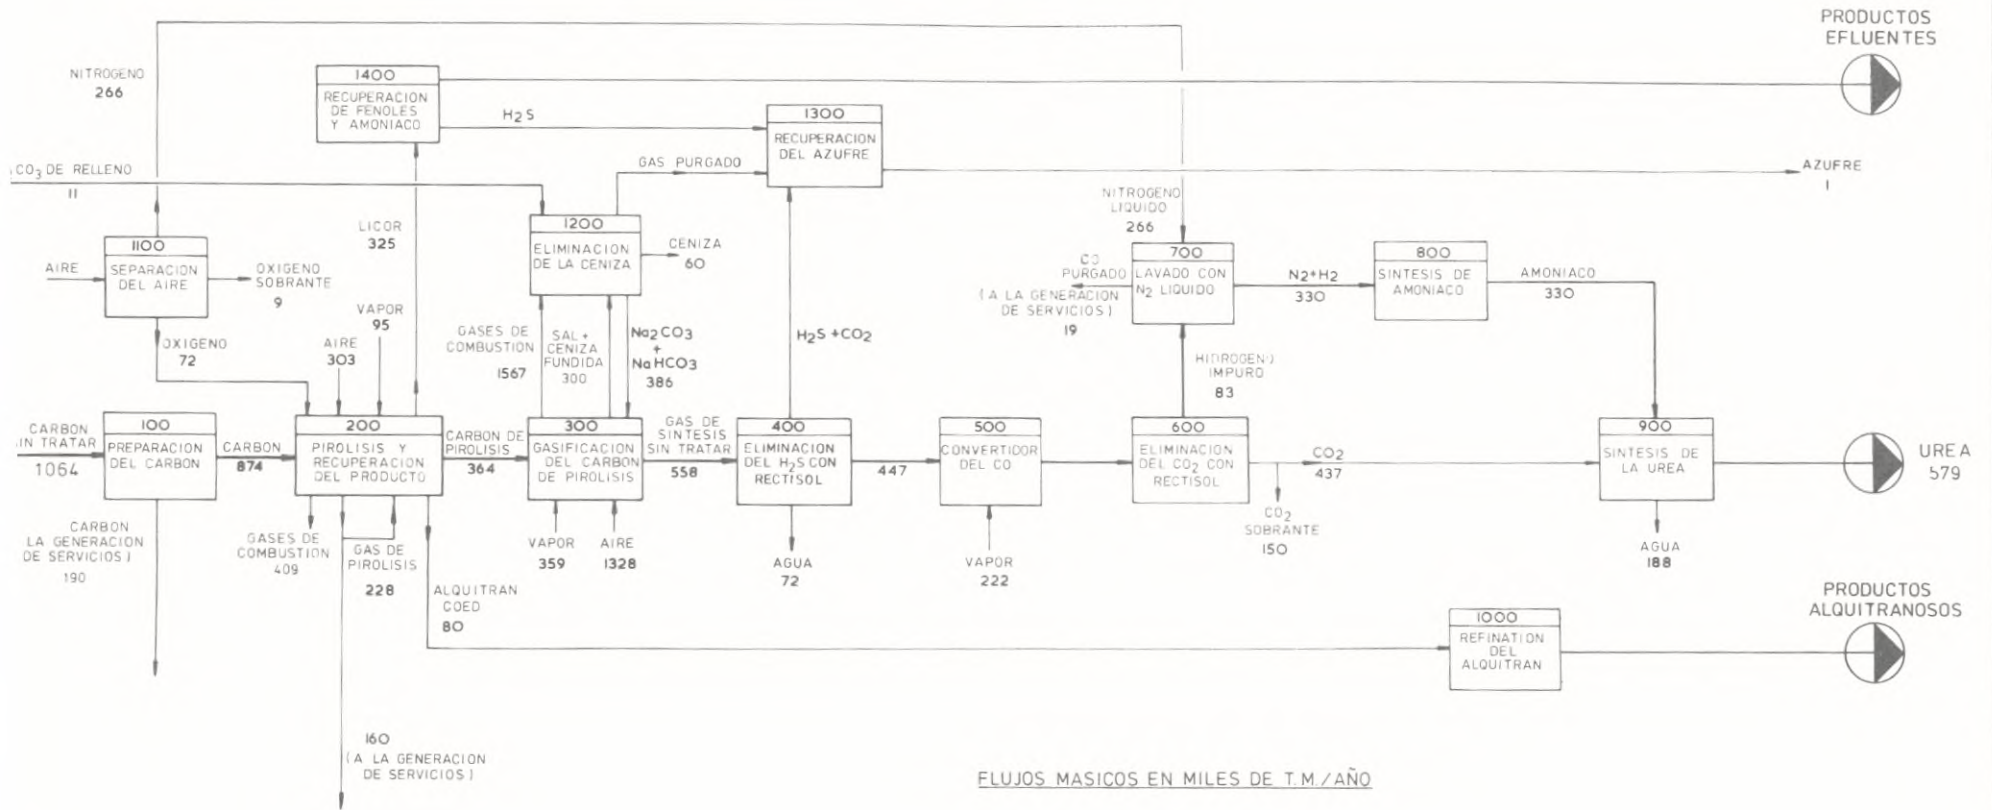 PRODUCTOS
EFLUENTES
NITROGENO
266
1400
RECUPERACION
DE FENOLES
Y AMONIACO
H2S
1300
RECUPERACION
DEL AZUFRE
GAS PURGADO
CO3 DE RELLENO
11
AZUFRE
1
NITROGENO
LIQUIDO
266
LICOR
325
1200
ELIMINACION
DE LA CENIZA
CENIZA
60
1100
SEPARACION
DEL AIRE
AIRE
OXIGENO
SOBRANTE
9
700
LAVADO CON
N2 LIQUIDO
CO
PURGADO
(A LA GENERACION
DE SERVICIOS)
19
N2+H2
330
800
SINTESIS DE
AMONIACO
AMONIACO
330
VAPOR
95
OXIGENO
72
AIRE
303
GASES DE
COMBUSTION
1567
SAL+
CENIZA
FUNDIDA
300
Na2CO3
+
NaHCO3
386
H2S+CO2
HIDROGENO
IMPURO
83
CARBON
IN TRATAR
1064
100
PREPARACION
DEL CARBON
CARBON
874
200
PIROLISIS Y
RECUPERACION
DEL PRODUCTO
CARBON DE
PIROLISIS
364
300
GASIFICACION
DEL CARBON
DE PIROLISIS
GAS DE
SINTESIS
SIN TRATAR
558
400
ELIMINACION
DEL H2S CON
RECTISOL
447
500
CONVERTIDOR
DEL CO
600
ELIMINACION
DEL CO2 CON
RECTISOL
CO2
437
900
SINTESIS DE
LA UREA
UREA
579
CARBON
LA GENERACION
DE SERVICIOS)
190
GASES DE
COMBUSTION
409
GAS DE
PIROLISIS
228
VAPOR
359
AIRE
1328
AGUA
72
VAPOR
222
CO2
SOBRANTE
150
AGUA
188
ALQUITRAN
COED
80
1000
REFINATION
DEL
ALQUITRAN
PRODUCTOS
ALQUITRANOSOS
160
(A LA GENERACION
DE SERVICIOS)
FLUJOS MASICOS EN MILES DE T.M./AÑO